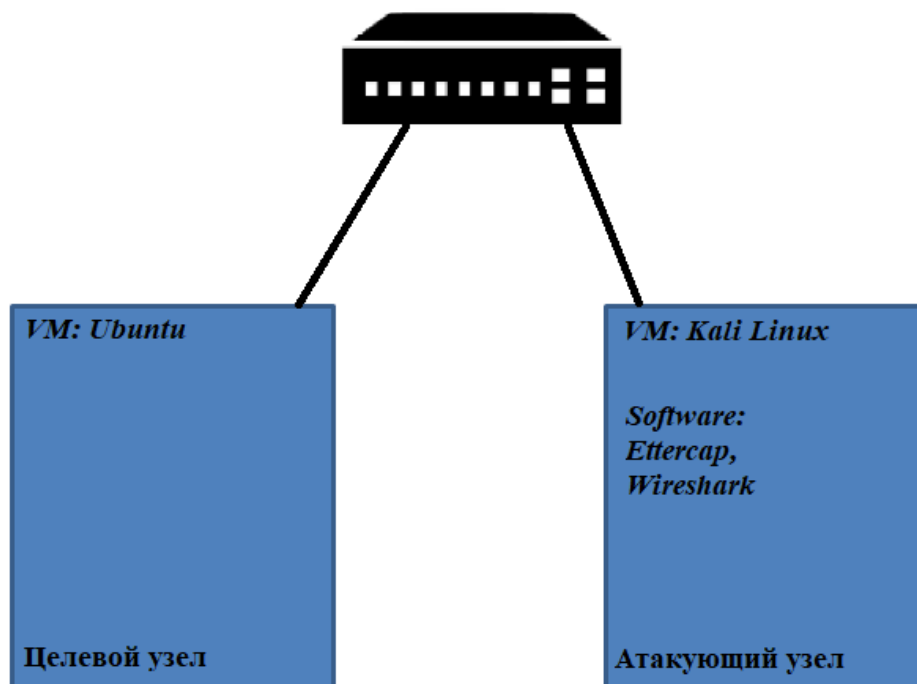 VM: Ubuntu
Целевой узел
VM: Kali Linux
Software:
Ettercap,
Wireshark
Атакующий узел